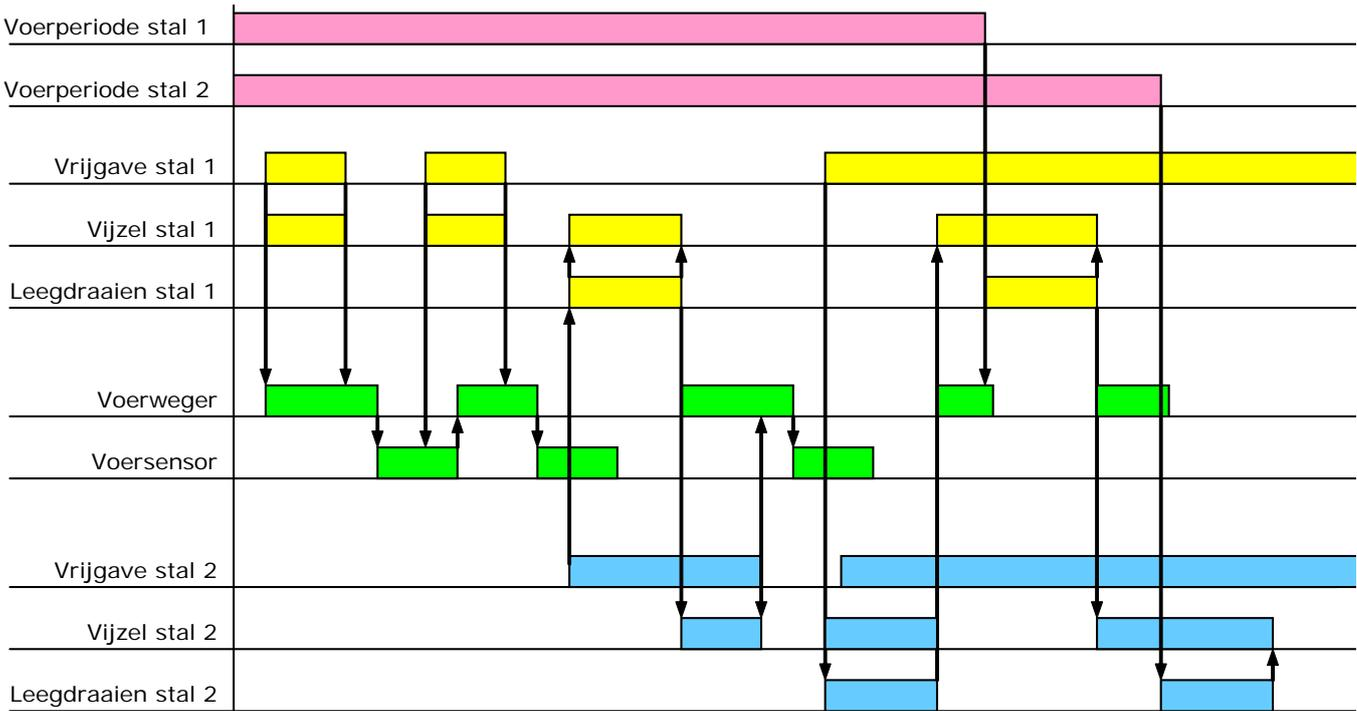 Voerperiode stal 1
Voerperiode stal 2
Vrijgave stal 1
Vijzel stal 1
Leegdraaien stal 1
Voerweger
Voersensor
Vrijgave stal 2
Vijzel stal 2
Leegdraaien stal 2